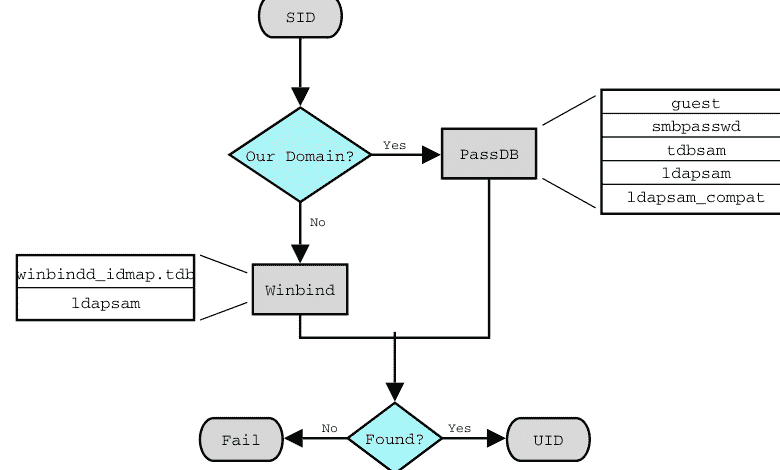 SID
guest
smbpasswd
Our Domain?
Yes
PassDB
tdbsam
ldapsam
ldapsam_compat
No
winbindd_idmap.tdb
ldapsam
Winbind
Fail
No
Found?
Yes
UID